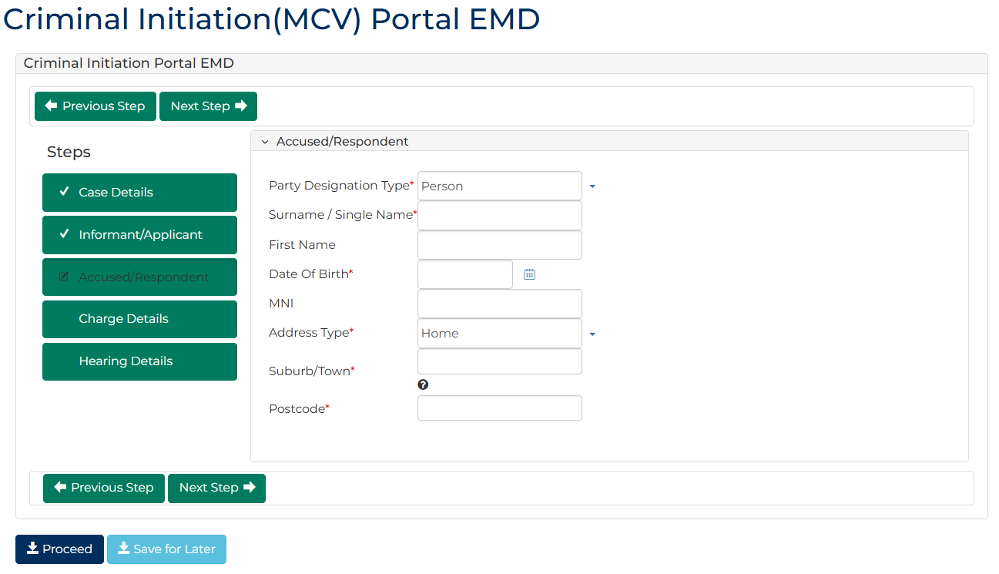 Criminal Initiation(MCV) Portal EMD
Criminal Initiation Portal EMD
Previous Step Next Step
Steps
Case Details
Informant/Applicant
Accused/Respondent
Charge Details
Hearing Details
Accused/Respondent
Party Designation Type* Person
Surname / Single Name*
First Name
Date Of Birth*
MNI
Address Type* Home
Suburb/Town*
Postcode*
Previous Step Next Step
Proceed Save for Later